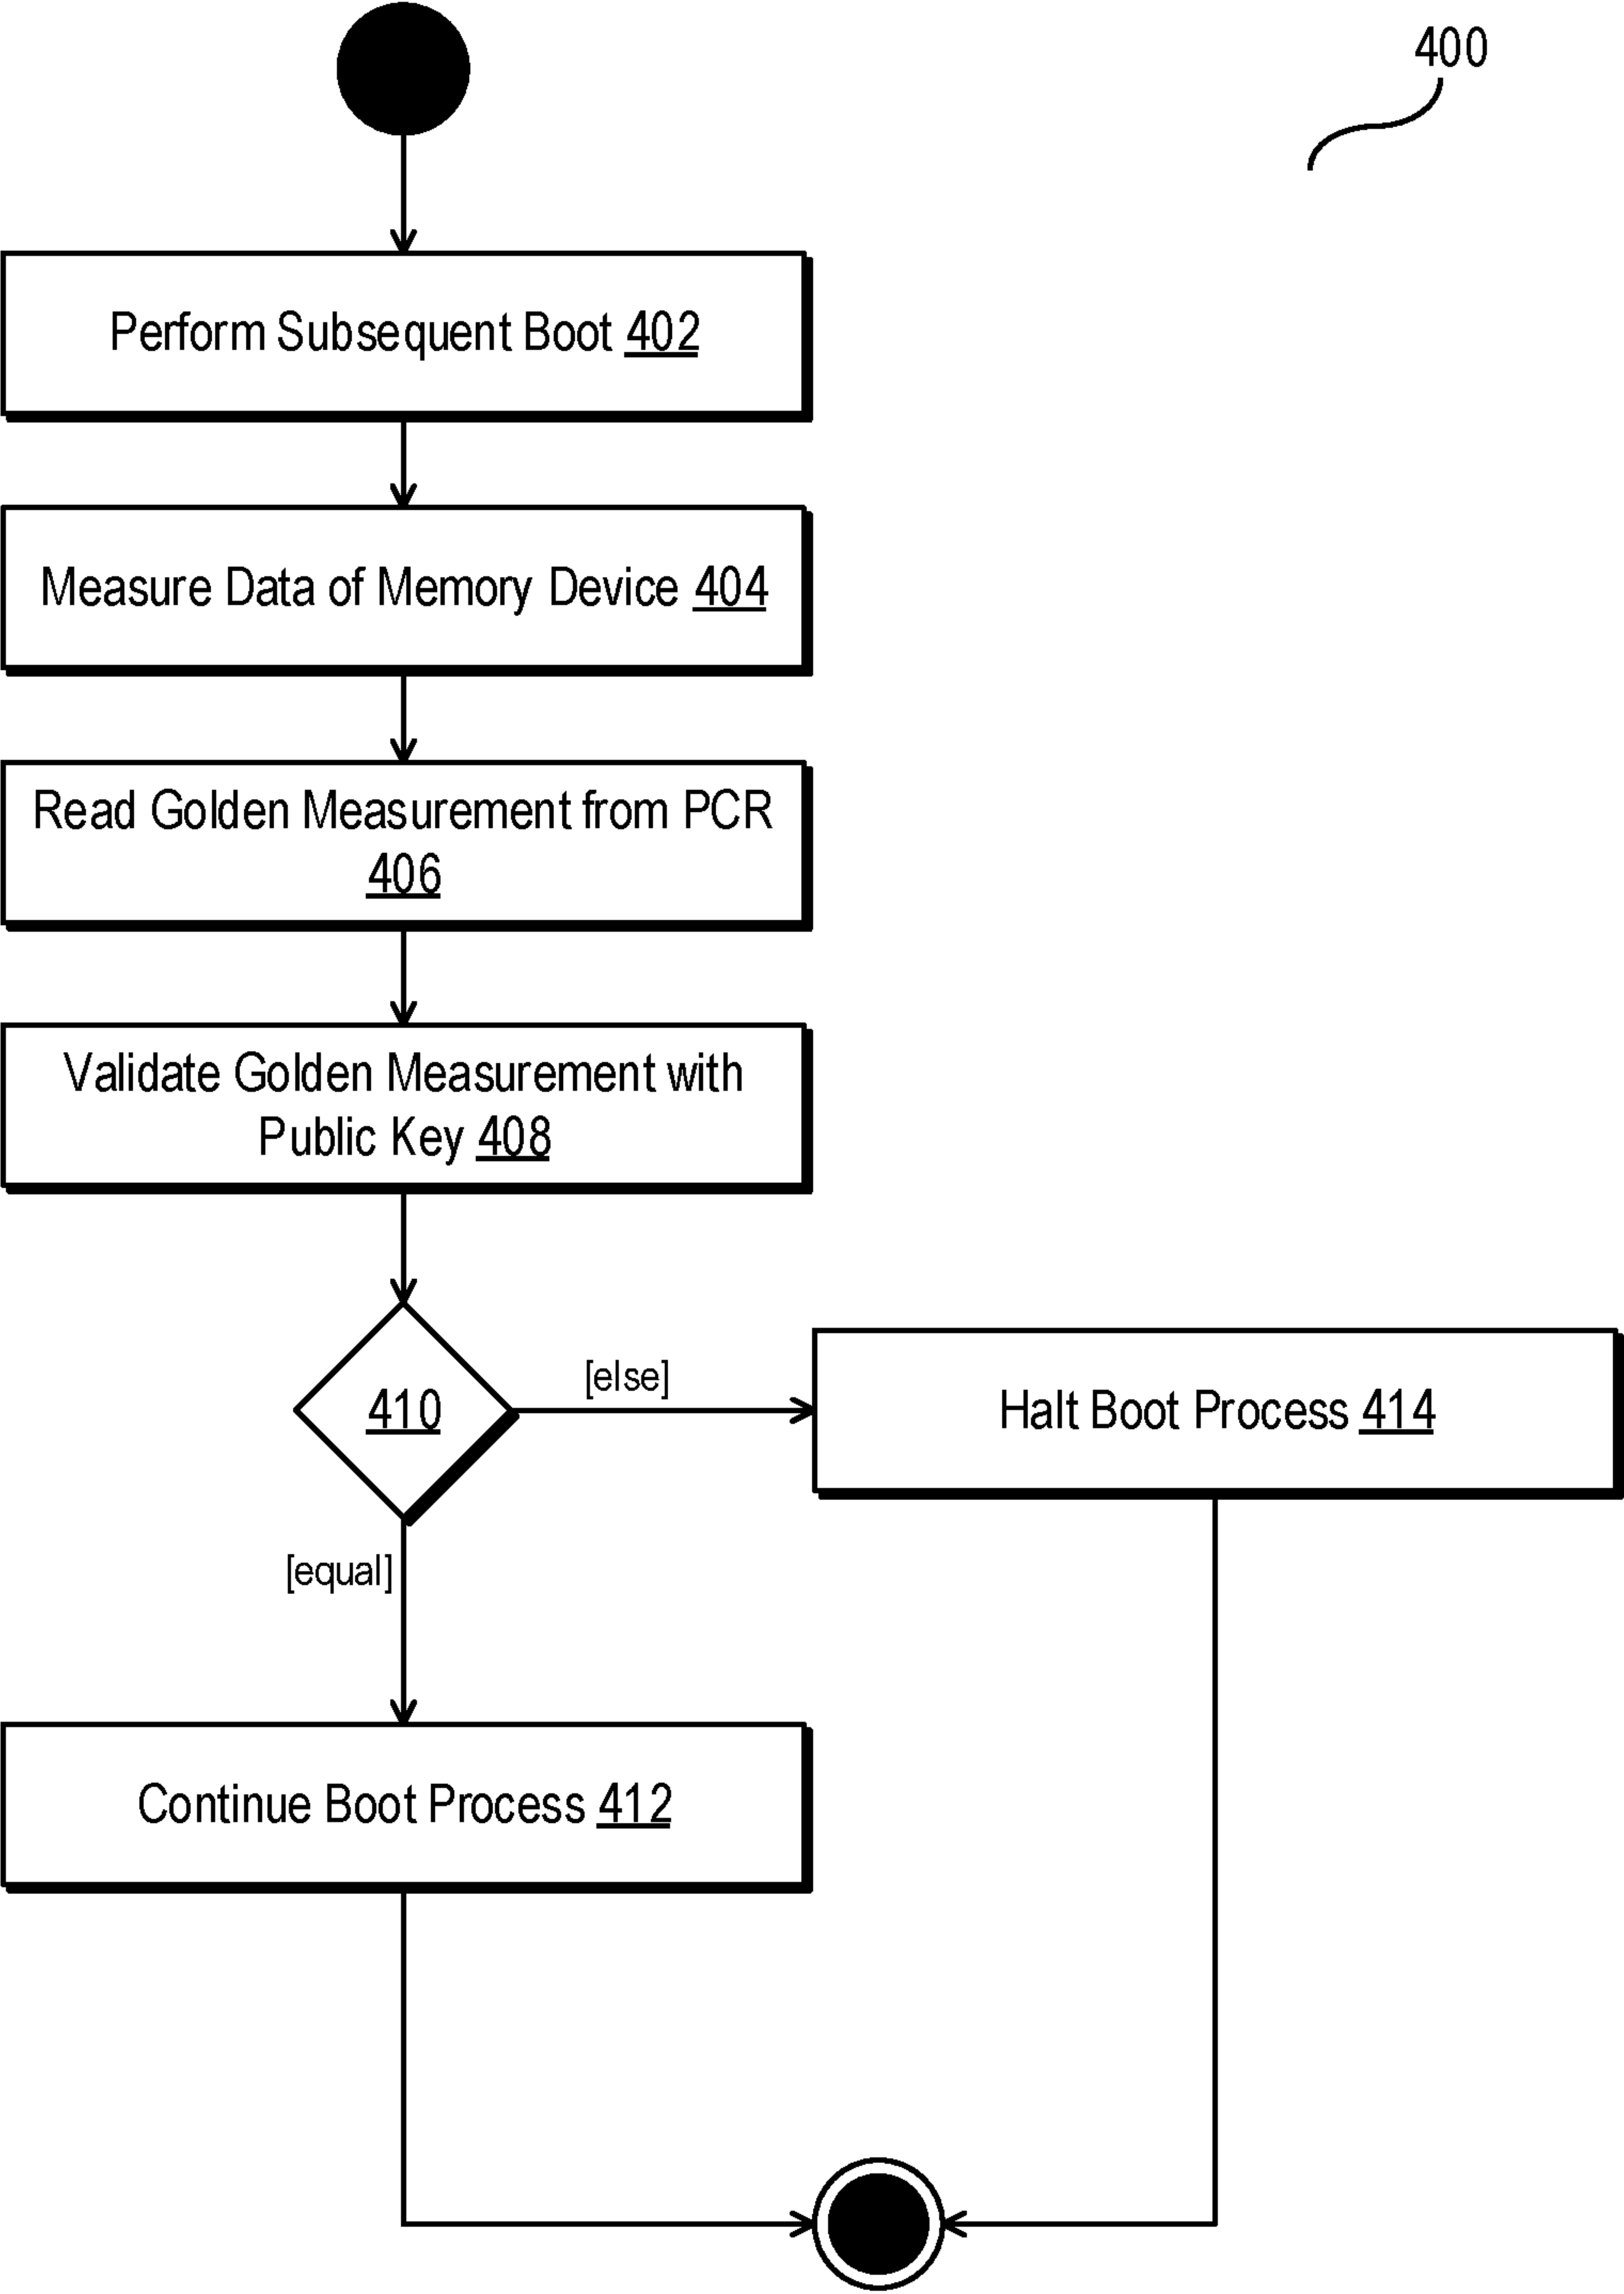 400
Perform Subsequent Boot 402
Measure Data of Memory Device 404
Read Golden Measurement from PCR
406
Validate Golden Measurement with
Public Key 408
410
[else]
Halt Boot Process 414
[equal]
Continue Boot Process 412